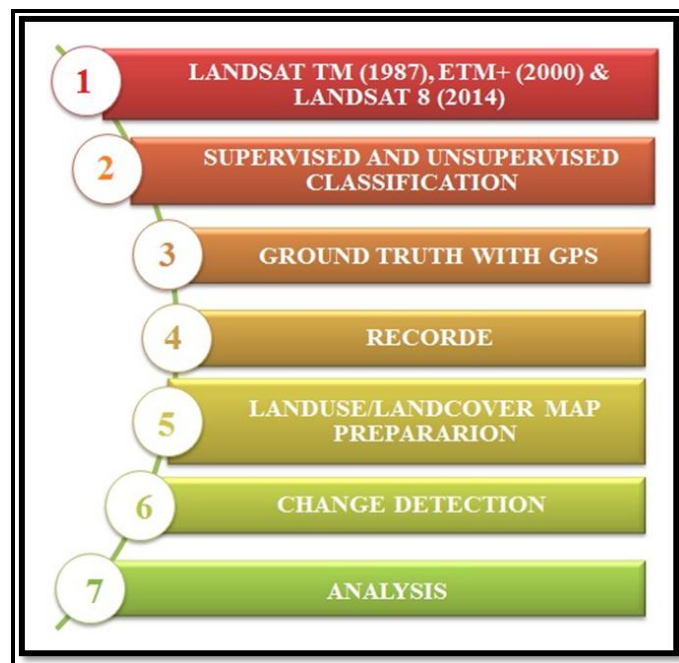 1
LANDSAT TM (1987), ETM+ (2000) &
LANDSAT 8 (2014)
2
SUPERVISED AND UNSUPERVISED
CLASSIFICATION
3
GROUND TRUTH WITH GPS
4
RECORDE
5
LANDUSE/LANDCOVER MAP
PREPARARION
6
CHANGE DETECTION
7
ANALYSIS